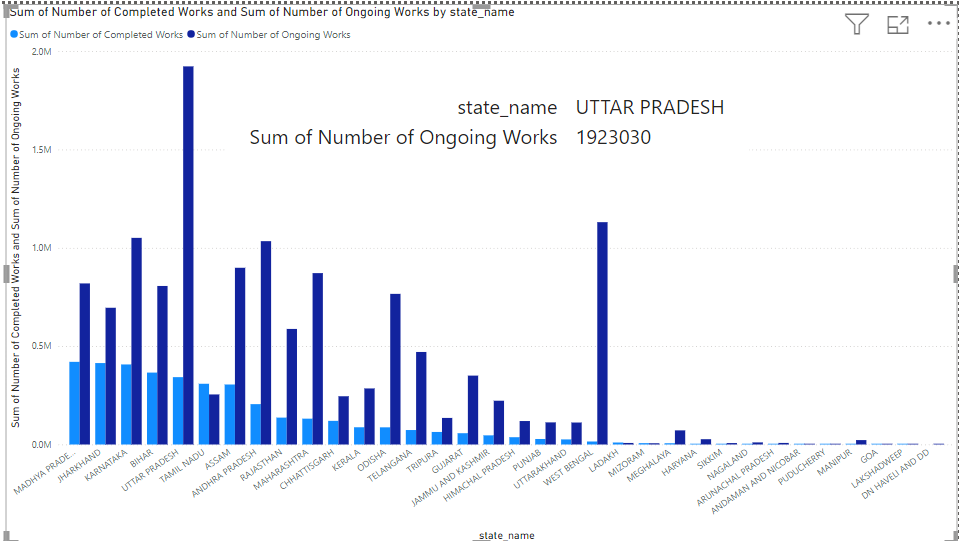 Sum of Number of Completed Works and Sum of Number of Ongoing Works by state_name
Sum of Number of Completed Works Sum of Number of Ongoing Works
Sum of Number of Completed Works and Sum of Number of Ongoing Works
2.0M
1.5M
1.0M
0.5M
0.0M
state_name UTTAR PRADESH
Sum of Number of Ongoing Works 1923030
MADHYA PRADE...
JHARKHAND
KARNATAKA
BIHAR
UTTAR PRADESH
TAMIL NADU
ASSAM
ANDHRA PRADESH
RAJASTHAN
MAHARASHTRA
CHHATTISGARH
KERALA
ODISHA
TELANGANA
TRIPURA
GUJARAT
JAMMU AND KASHMIR
HIMACHAL PRADESH
PUNJAB
UTTARAKHAND
WEST BENGAL
LADAKH
MIZORAM
MEGHALAYA
HARYANA
SIKKIM
NAGALAND
ARUNACHAL PRADESH
ANDAMAN AND NICOBAR
PUDUCHERRY
MANIPUR
GOA
LAKSHADWEEP
DN HAVELI AND DD
state_name